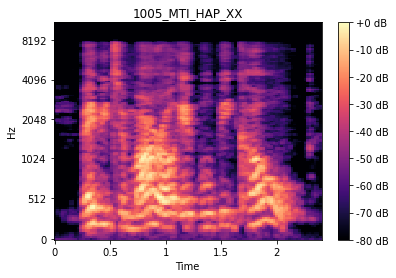 1005_MTI_HAP_XX
8192
4096
2048
1024
512
0
Hz
0
0.5
1
1.5
2
Time
+0 dB
-10 dB
-20 dB
-30 dB
-40 dB
-50 dB
-60 dB
-70 dB
-80 dB